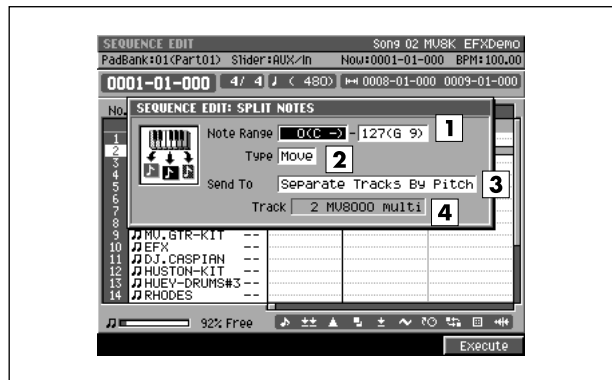 SEQUENCE EDIT Song 02 MV8K EFXDemo
PadBank:01(Part01) Slider:AUX/In Now:0001-01-000 BPM:100.00
0001-01-000 4/ 4 ♩ ( 480) 0008-01-000 0009-01-000
No.
SEQUENCE EDIT: SPLIT NOTES
Note Range 0(C -)-127(G 9) 1
Type Move 2
Send To Separate Tracks By Pitch 3
Track 2 MV8000 multi 4
1
2
3
4
5
6
7
8
9 MV.GTR-KIT --
10 EFX --
11 DJ.CASPIAN --
12 HUSTON-KIT --
13 HUEY-DRUMS#3 --
14 RHODES --
92% Free
Execute